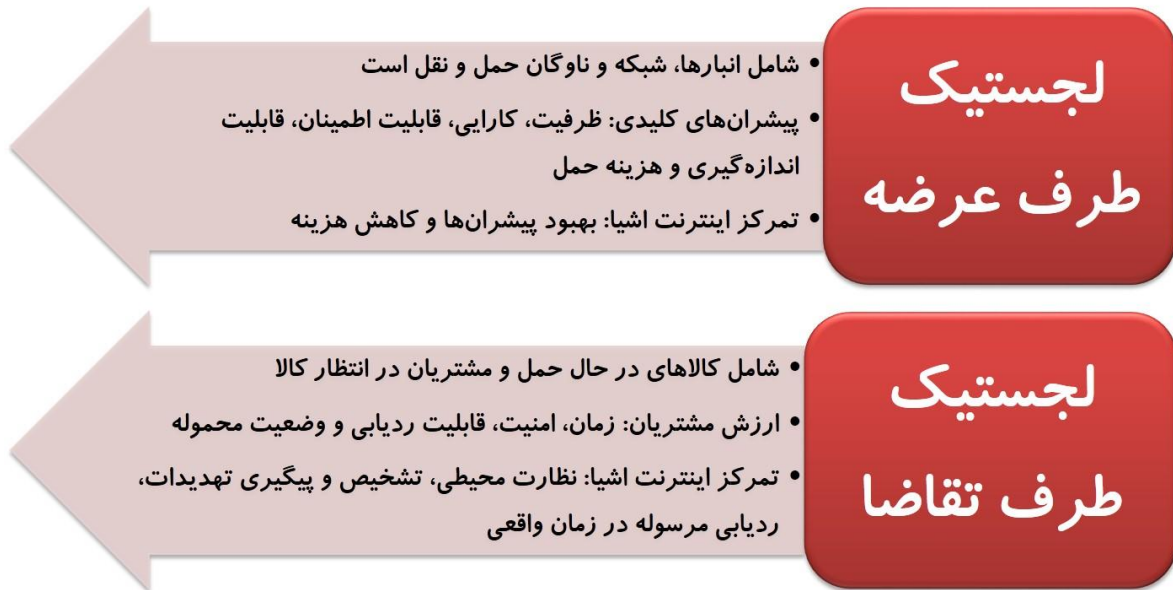 لجستیک
طرف عرضه
• شامل انبارها، شبکه و ناوگان حمل و نقل است
• پیشران‌های کلیدی: ظرفیت، کارایی، قابلیت اطمینان، قابلیت
اندازه‌گیری و هزینه حمل
• تمرکز اینترنت اشیا: بهبود پیشران‌ها و کاهش هزینه
لجستیک
طرف تقاضا
• شامل کالاهای در حال حمل و مشتریان در انتظار کالا
• ارزش مشتریان: زمان، امنیت، قابلیت ردیابی و وضعیت محموله
• تمرکز اینترنت اشیا: نظارت محیطی، تشخیص و پیگیری تهدیدات،
ردیابی مرسوله در زمان واقعی